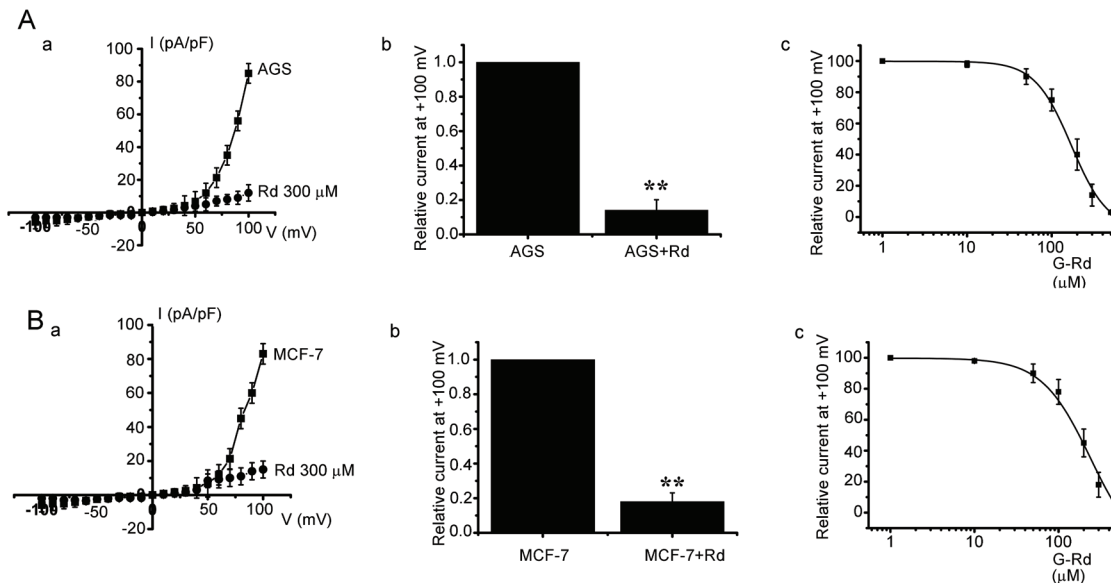 A
a
I (pA/pF)
100
80
60
40
20
0
-20
-100
-50
0
50
100
V (mV)
AGS
Rd 300 μM
b
Relative current at +100 mV
1.0
0.8
0.6
0.4
0.2
0.0
**
AGS
AGS+Rd
c
Relative current at +100 mV
100
80
60
40
20
0
1
10
100
G-Rd
(μM)
B
a
I (pA/pF)
100
80
60
40
20
0
-20
-100
-50
0
50
100
V (mV)
MCF-7
Rd 300 μM
b
Relative current at +100 mV
1.0
0.8
0.6
0.4
0.2
0.0
**
MCF-7
MCF-7+Rd
c
Relative current at +100 mV
100
80
60
40
20
0
1
10
100
G-Rd
(μM)